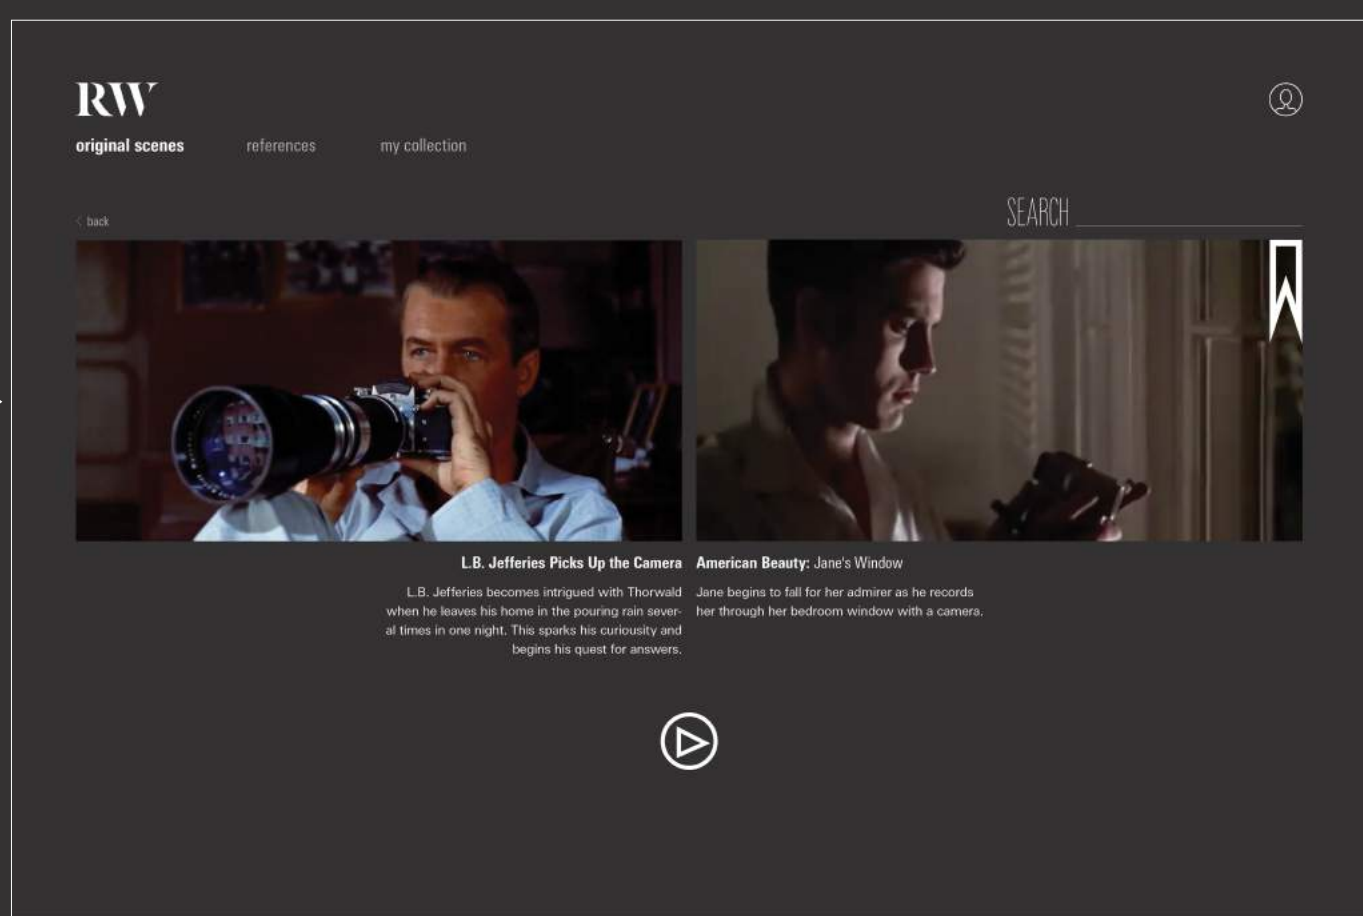 RW
original scenes
references
my collection
back
SEARCH
L.B. Jefferies Picks Up the Camera
L.B. Jefferies becomes intrigued with Thorwald
when he leaves his home in the pouring rain sever-
al times in one night. This sparks his curiousity and
begins his quest for answers.
American Beauty: Jane's Window
Jane begins to fall for her admirer as he records
her through her bedroom window with a camera.